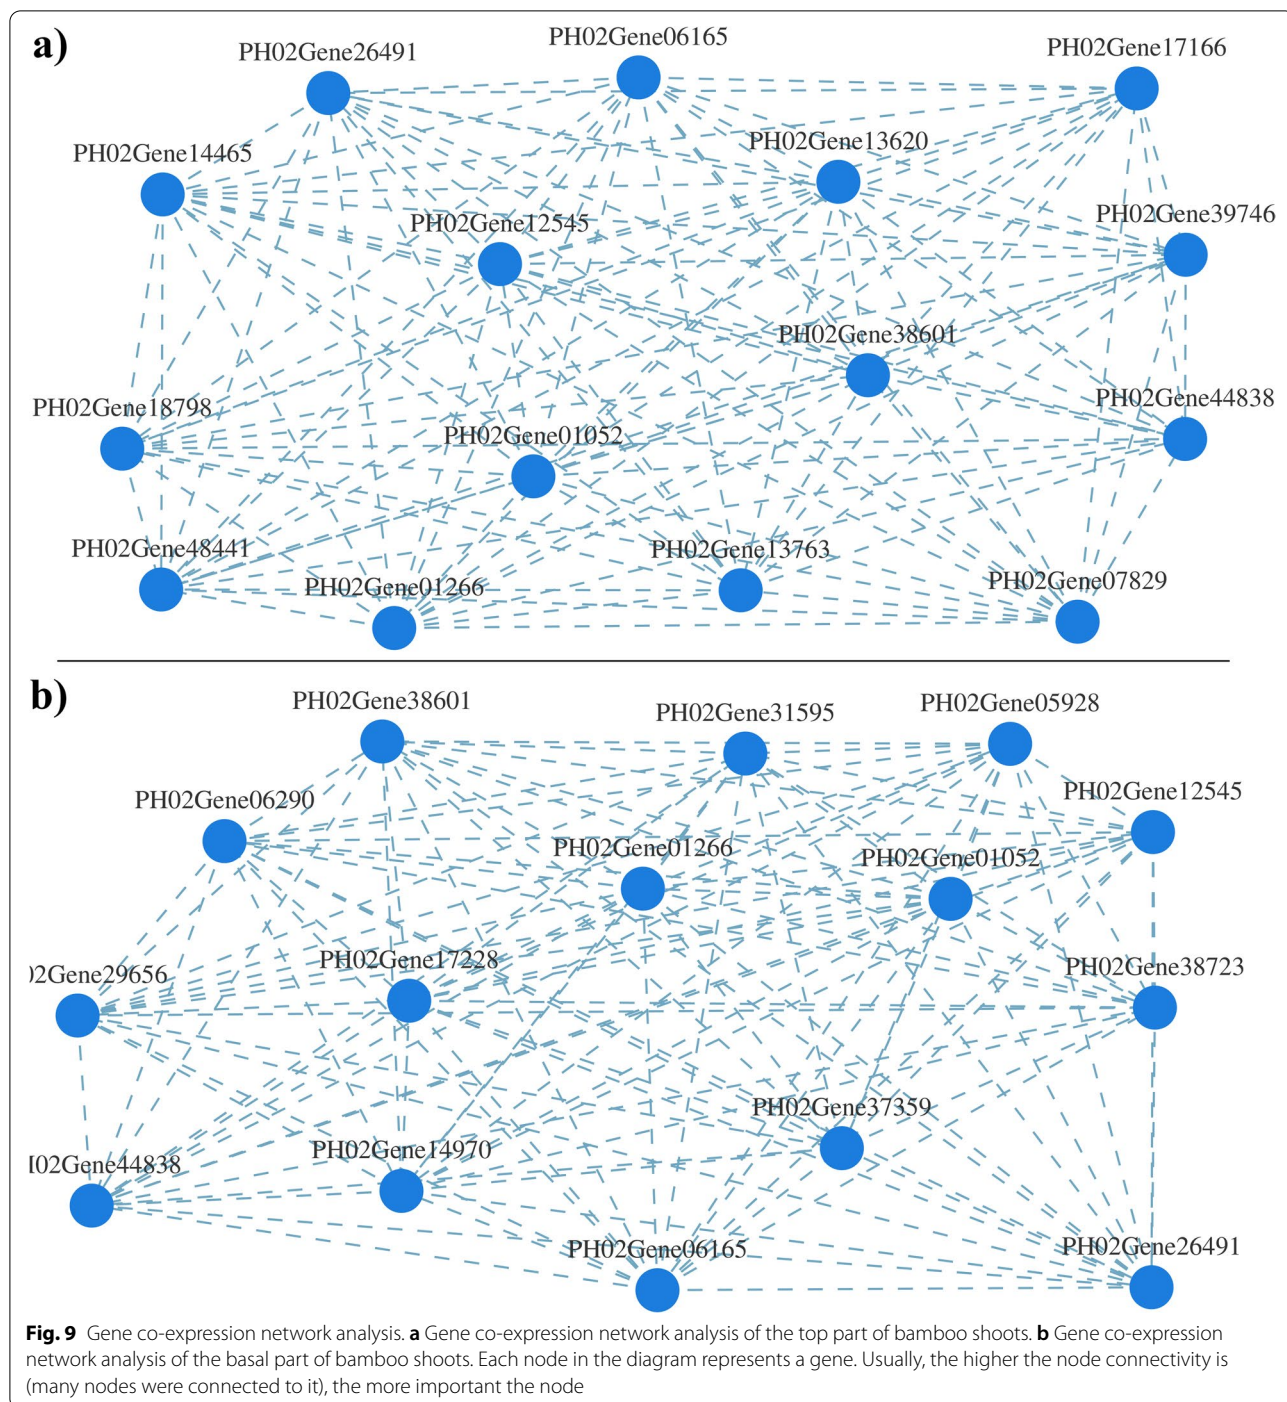 a)
PH02Gene06165
PH02Gene26491
PH02Gene17166
PH02Gene14465
PH02Gene13620
PH02Gene12545
PH02Gene39746
PH02Gene38601
PH02Gene18798
PH02Gene44838
PH02Gene01052
PH02Gene48441
PH02Gene13763
PH02Gene01266
PH02Gene07829
b)
PH02Gene38601
PH02Gene31595
PH02Gene05928
PH02Gene06290
PH02Gene12545
PH02Gene01266
PH02Gene01052
02Gene29656
PH02Gene17228
PH02Gene38723
PH02Gene37359
PH02Gene14970
02Gene44838
PH02Gene06165
PH02Gene26491
Fig. 9 Gene co-expression network analysis. a Gene co-expression network analysis of the top part of bamboo shoots. b Gene co-expression
network analysis of the basal part of bamboo shoots. Each node in the diagram represents a gene. Usually, the higher the node connectivity is
(many nodes were connected to it), the more important the node